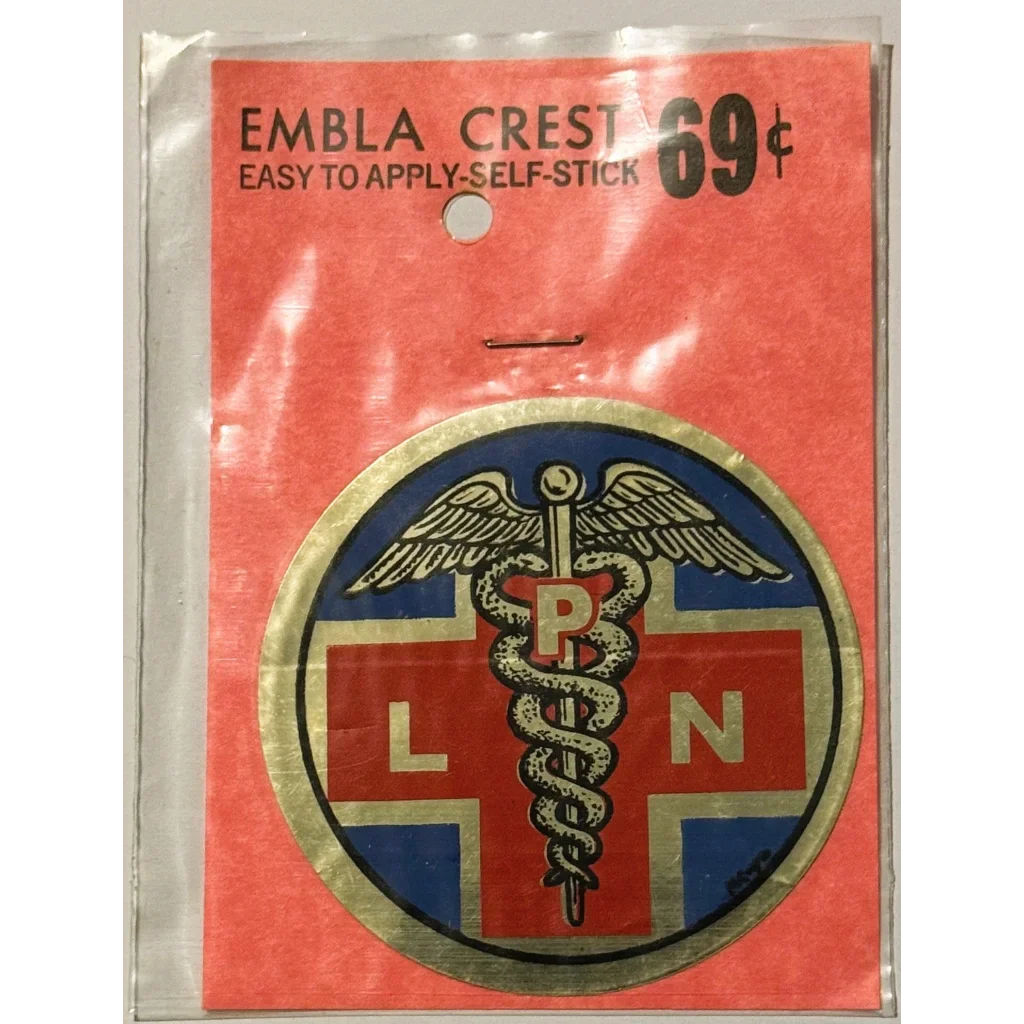 EMBLA CREST 69¢
EASY TO APPLY-SELF-STICK
P
L N